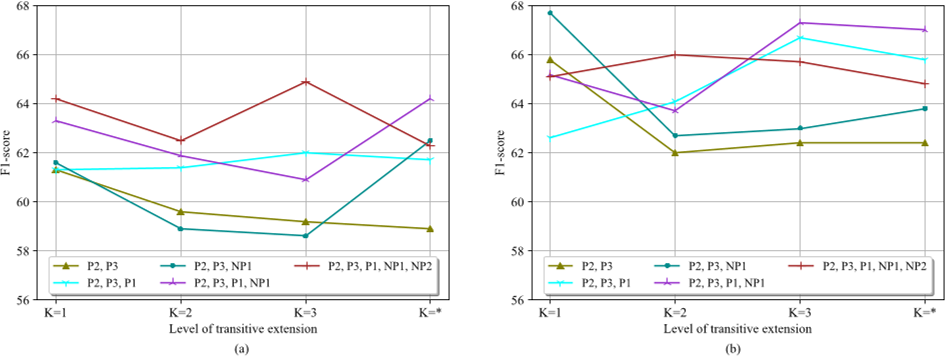 68
66
64
62
60
58
56
F1-score
P2, P3
P2, P3, P1
P2, P3, NP1
P2, P3, P1, NP1
P2, P3, P1, NP1, NP2
K=1 K=2 K=3 K=*
Level of transitive extension
(a)
68
66
64
62
60
58
56
F1-score
P2, P3
P2, P3, P1
P2, P3, NP1
P2, P3, P1, NP1
P2, P3, P1, NP1, NP2
K=1 K=2 K=3 K=*
Level of transitive extension
(b)